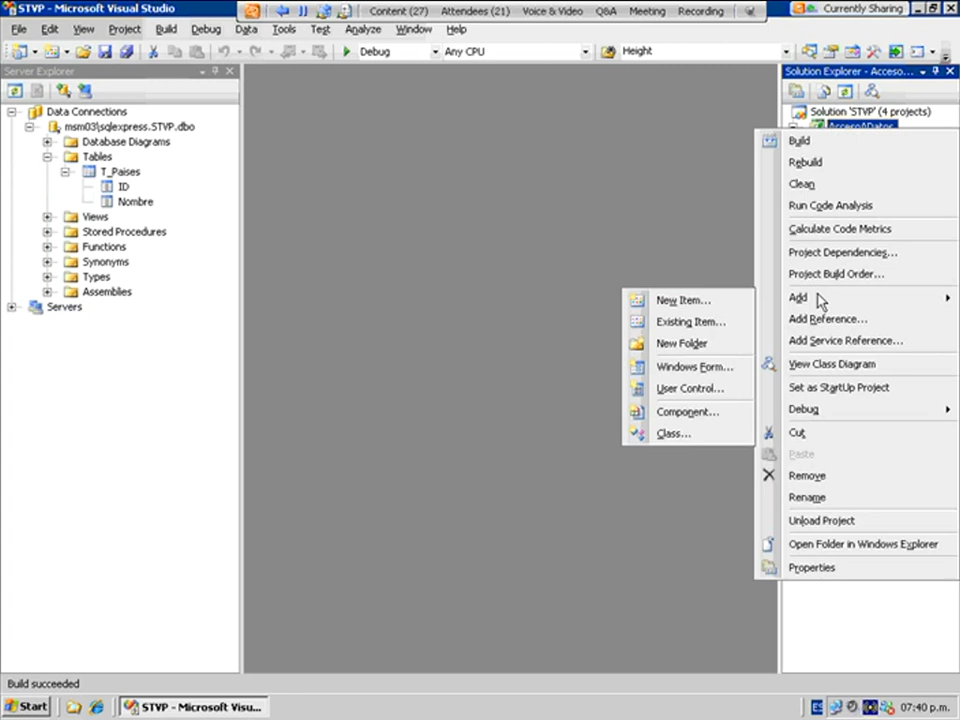 STVP - Microsoft Visual Studio
Content (27) Attendees (21) Voice & Video Q&A Meeting Recording
Currently Sharing
File Edit View Project Build Debug Data Tools Test Analyze Window Help
Debug Any CPU Height
Server Explorer
Data Connections
msm03\sqlexpress.STVP.dbo
Database Diagrams
Tables
T_Paises
ID
Nombre
Views
Stored Procedures
Functions
Synonyms
Types
Assemblies
Servers
Solution Explorer - Acceso...
Solution 'STVP' (4 projects)
AccesoADatos
Build
Rebuild
Clean
Run Code Analysis
Calculate Code Metrics
Project Dependencies...
Project Build Order...
Add
Add Reference...
Add Service Reference...
View Class Diagram
Set as StartUp Project
Debug
Cut
Paste
Remove
Rename
Unload Project
Open Folder in Windows Explorer
Properties
New Item...
Existing Item...
New Folder
Windows Form...
User Control...
Component...
Class...
Build succeeded
Start
STVP - Microsoft Visu...
ES
07:40 p.m.